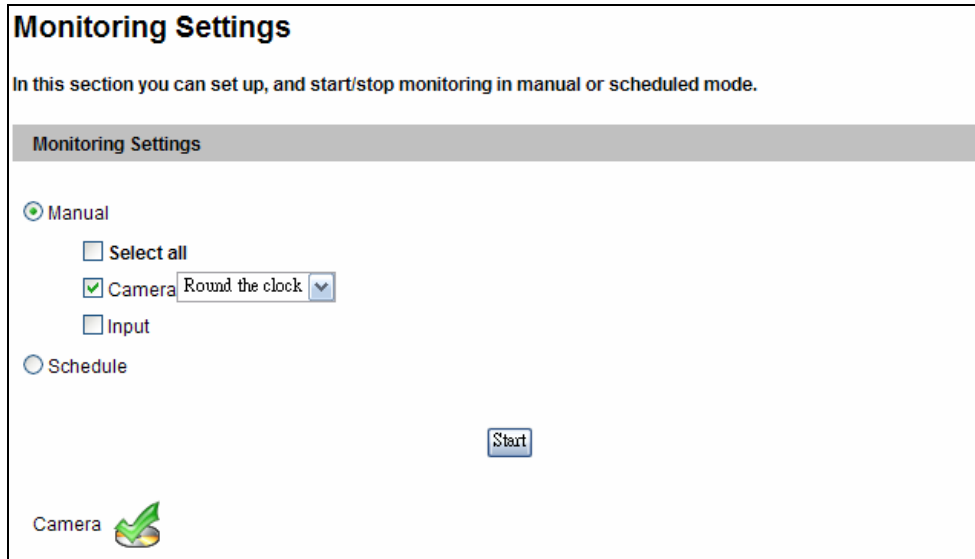 Monitoring Settings
In this section you can set up, and start/stop monitoring in manual or scheduled mode.
Monitoring Settings
Manual
Select all
Camera Round the clock
Input
Schedule
Start
Camera